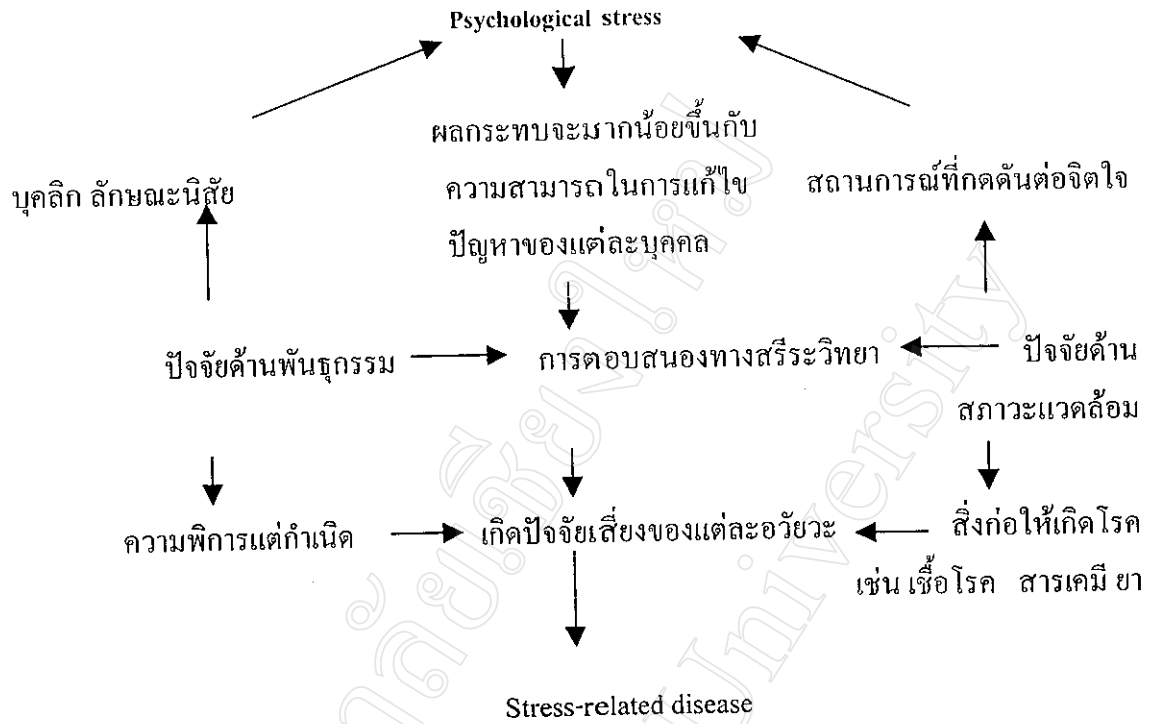 Psychological stress
ผลกระทบจะมากน้อยขึ้นกับ
ความสามารถในการแก้ไข
ปัญหาของแต่ละบุคคล
บุคลิก ลักษณะนิสัย
สถานการณ์ที่กดดันต่อจิตใจ
ปัจจัยด้านพันธุกรรม
การตอบสนองทางสรีระวิทยา
ปัจจัยด้าน
สภาวะแวดล้อม
ความพิการแต่กำเนิด
เกิดปัจจัยเสี่ยงของแต่ละอวัยวะ
สิ่งก่อให้เกิดโรค
เช่น เชื้อโรค สารเคมี ยา
Stress-related disease
University